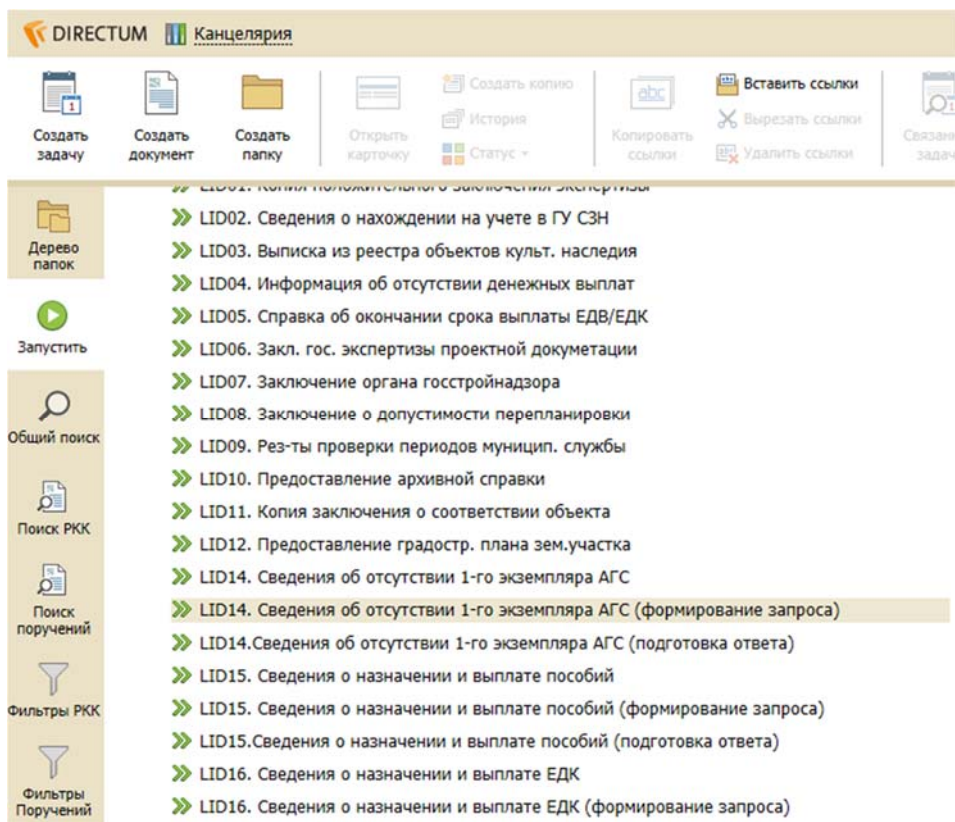 DIRECTUM Канцелярия
Создать задачу
Создать документ
Создать папку
Открыть карточку
Создать копию
История
Статус
Копировать ссылки
Вставить ссылки
Вырезать ссылки
Удалить ссылки
LID01. Копия положительного заключения экспертизы
LID02. Сведения о нахождении на учете в ГУ СЗН
LID03. Выписка из реестра объектов культ. наследия
LID04. Информация об отсутствии денежных выплат
LID05. Справка об окончании срока выплаты ЕДВ/ЕДК
LID06. Закл. гос. экспертизы проектной докуметации
LID07. Заключение органа госстройнадзора
LID08. Заключение о допустимости перепланировки
LID09. Рез-ты проверки периодов муницип. службы
LID10. Предоставление архивной справки
LID11. Копия заключения о соответствии объекта
LID12. Предоставление градостр. плана зем.участка
LID14. Сведения об отсутствии 1-го экземпляра АГС
LID14. Сведения об отсутствии 1-го экземпляра АГС (формирование запроса)
LID14.Сведения об отсутствии 1-го экземпляра АГС (подготовка ответа)
LID15. Сведения о назначении и выплате пособий
LID15. Сведения о назначении и выплате пособий (формирование запроса)
LID15.Сведения о назначении и выплате пособий (подготовка ответа)
LID16. Сведения о назначении и выплате ЕДК
LID16. Сведения о назначении и выплате ЕДК (формирование запроса)
Дерево
папок
Запустить
Общий поиск
Поиск РКК
Поиск
поручений
Фильтры РКК
Фильтры
Поручений